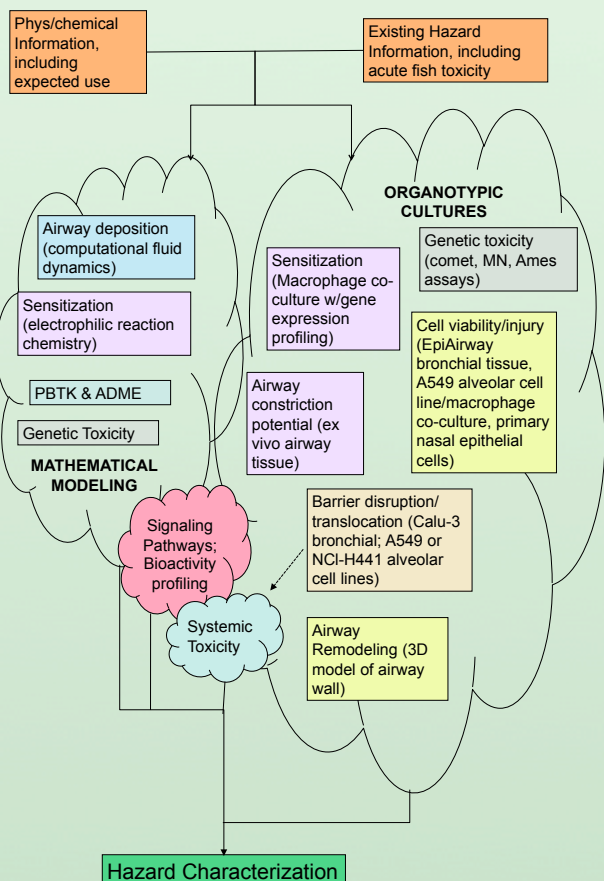 Phys/chemical
Information,
including
expected use
Existing Hazard
Information, including
acute fish toxicity
ORGANOTYPIC
CULTURES
Airway deposition
(computational fluid
dynamics)
Sensitization
(electrophilic reaction
chemistry)
PBTK & ADME
Genetic Toxicity
MATHEMATICAL
MODELING
Sensitization
(Macrophage co-
culture w/gene
expression
profiling)
Genetic toxicity
(comet, MN, Ames
assays)
Airway
constriction
potential (ex
vivo airway
tissue)
Cell viability/injury
(EpiAirway
bronchial tissue,
A549 alveolar cell
line/macrophage
co-culture, primary
nasal epithelial
cells)
Signaling
Pathways;
Bioactivity
profiling
Barrier disruption/
translocation (Calu-3
bronchial; A549 or
NCI-H441 alveolar
cell lines)
Systemic
Toxicity
Airway
Remodeling (3D
model of airway
wall)
Hazard Characterization